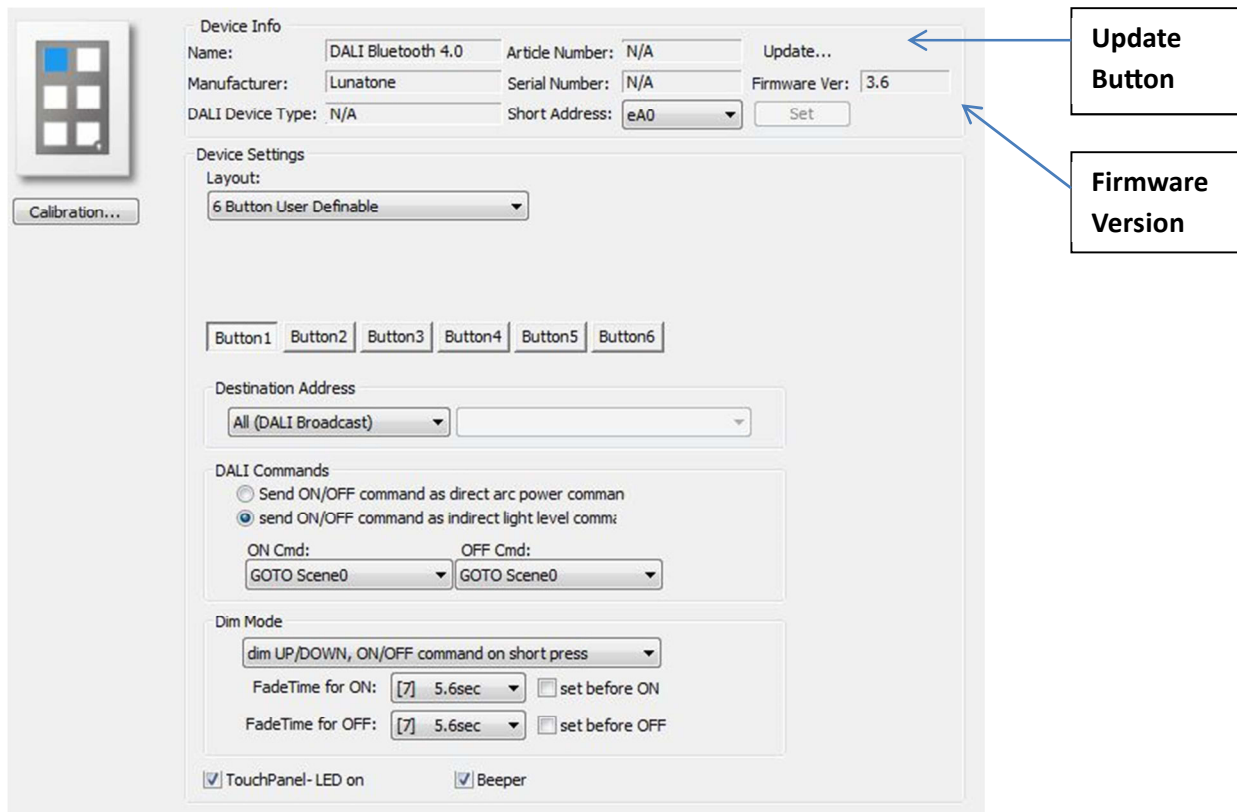 Device Info
Name: DALI Bluetooth 4.0 Article Number: N/A Update...
Manufacturer: Lunatone Serial Number: N/A Firmware Ver: 3.6
DALI Device Type: N/A Short Address: eA0 Set
Update
Button
Firmware
Version
Calibration...
Device Settings
Layout:
6 Button User Definable
Button1 Button2 Button3 Button4 Button5 Button6
Destination Address
All (DALI Broadcast)
DALI Commands
Send ON/OFF command as direct arc power comman
send ON/OFF command as indirect light level comma
ON Cmd: OFF Cmd:
GOTO Scene0 GOTO Scene0
Dim Mode
dim UP/DOWN, ON/OFF command on short press
FadeTime for ON: [7] 5.6sec set before ON
FadeTime for OFF: [7] 5.6sec set before OFF
TouchPanel-LED on Beeper